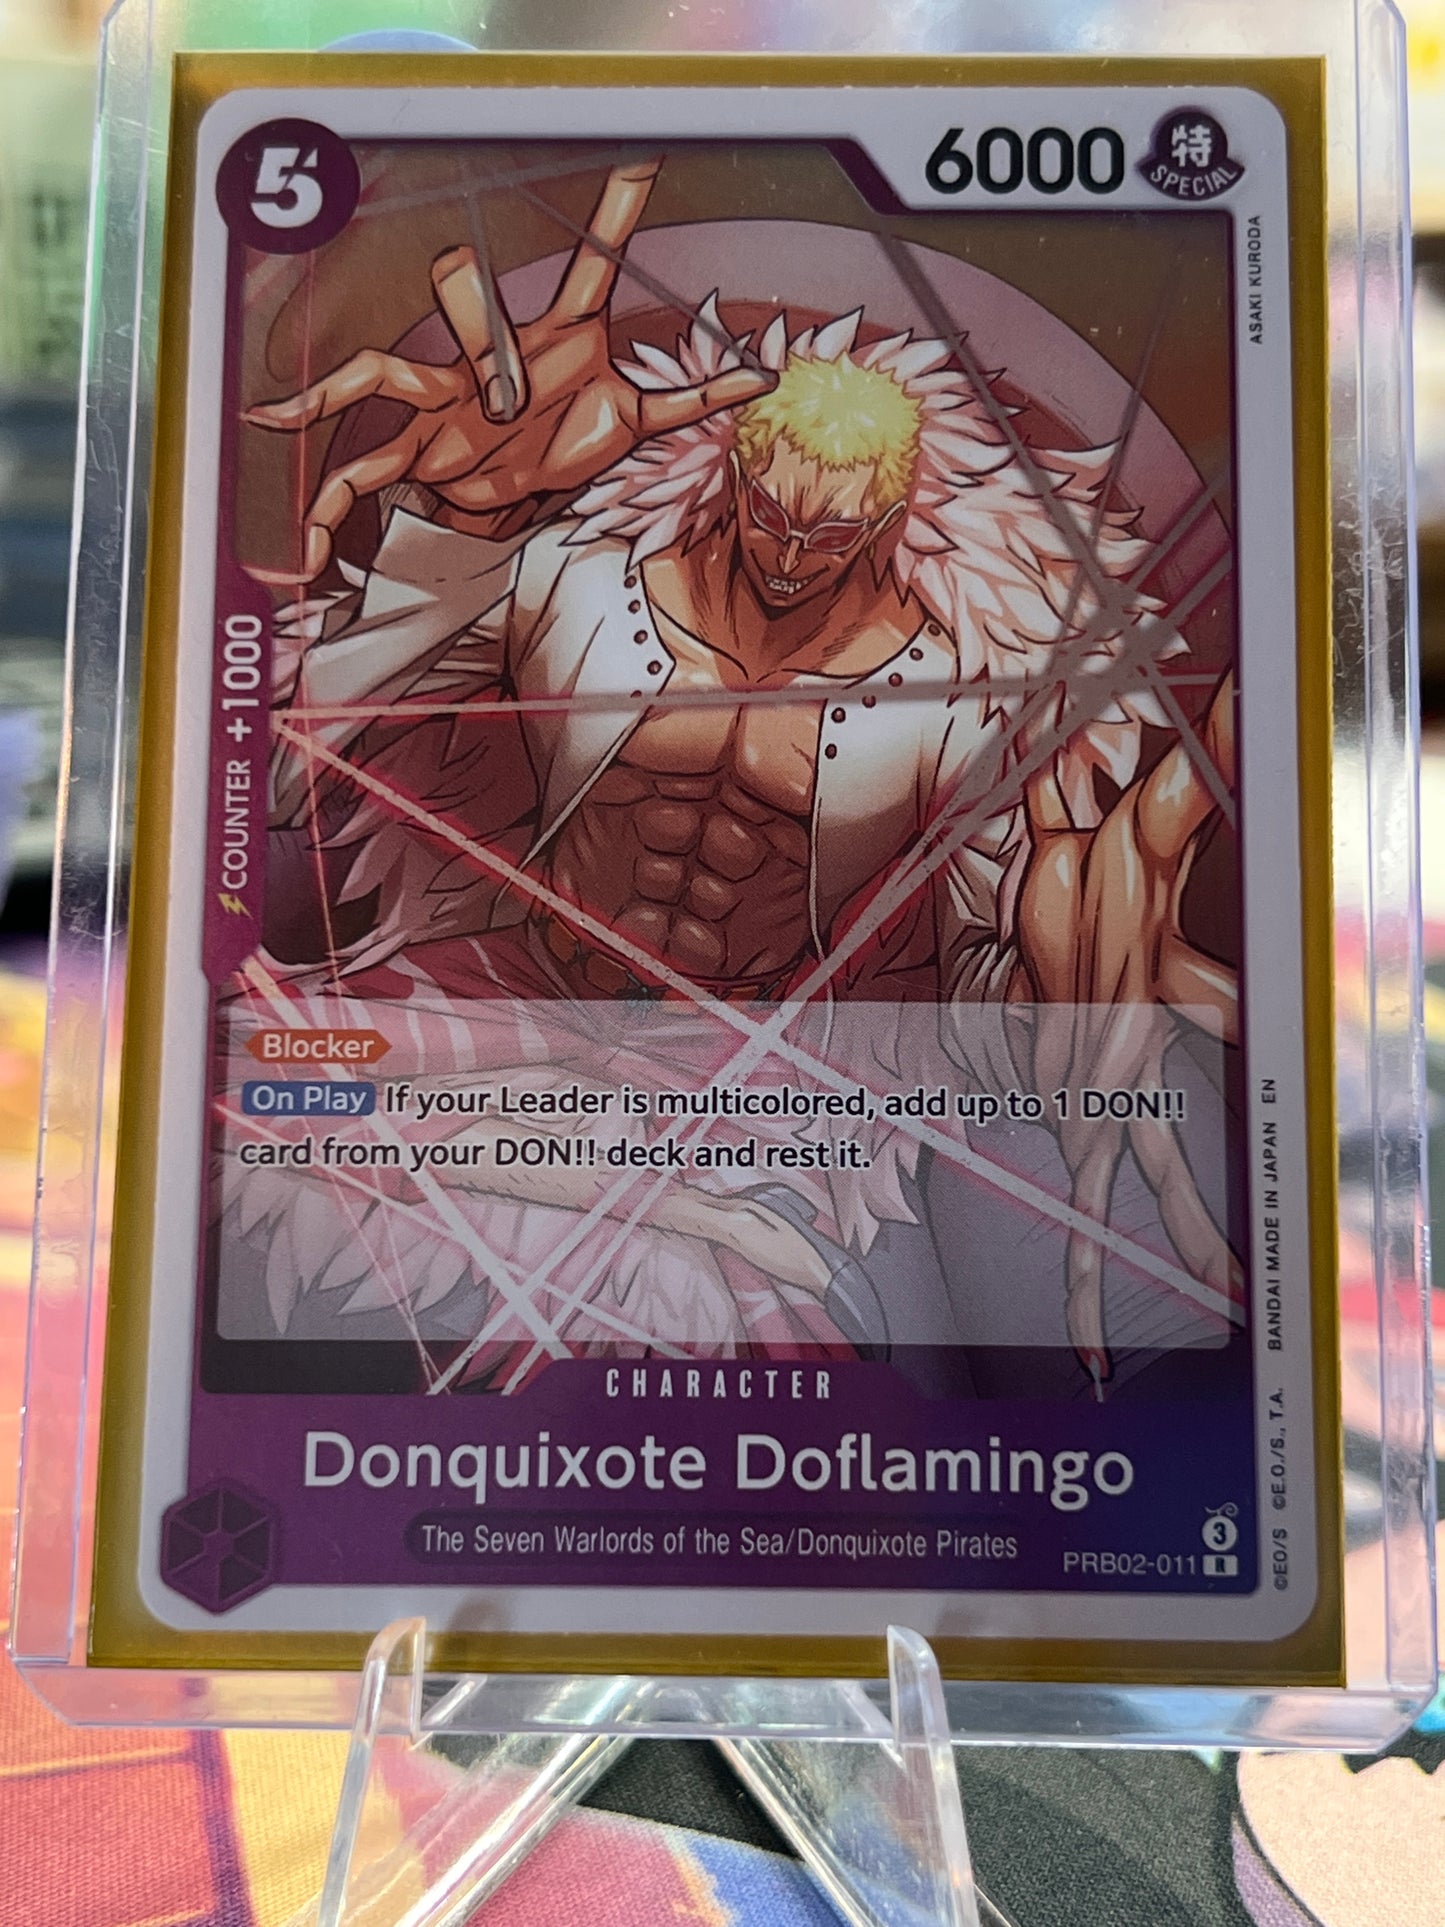 5
6000
特
SPECIAL
ASAKI KURODA
COUNTER +1000
Blocker
On Play If your Leader is multicolored, add up to 1 DON!!
card from your DON!! deck and rest it.
CHARACTER
Donquixote Doflamingo
The Seven Warlords of the Sea/Donquixote Pirates
PRB02-011 R
3
©EO/S ©E.O./S., T.A. BANDAI MADE IN JAPAN EN